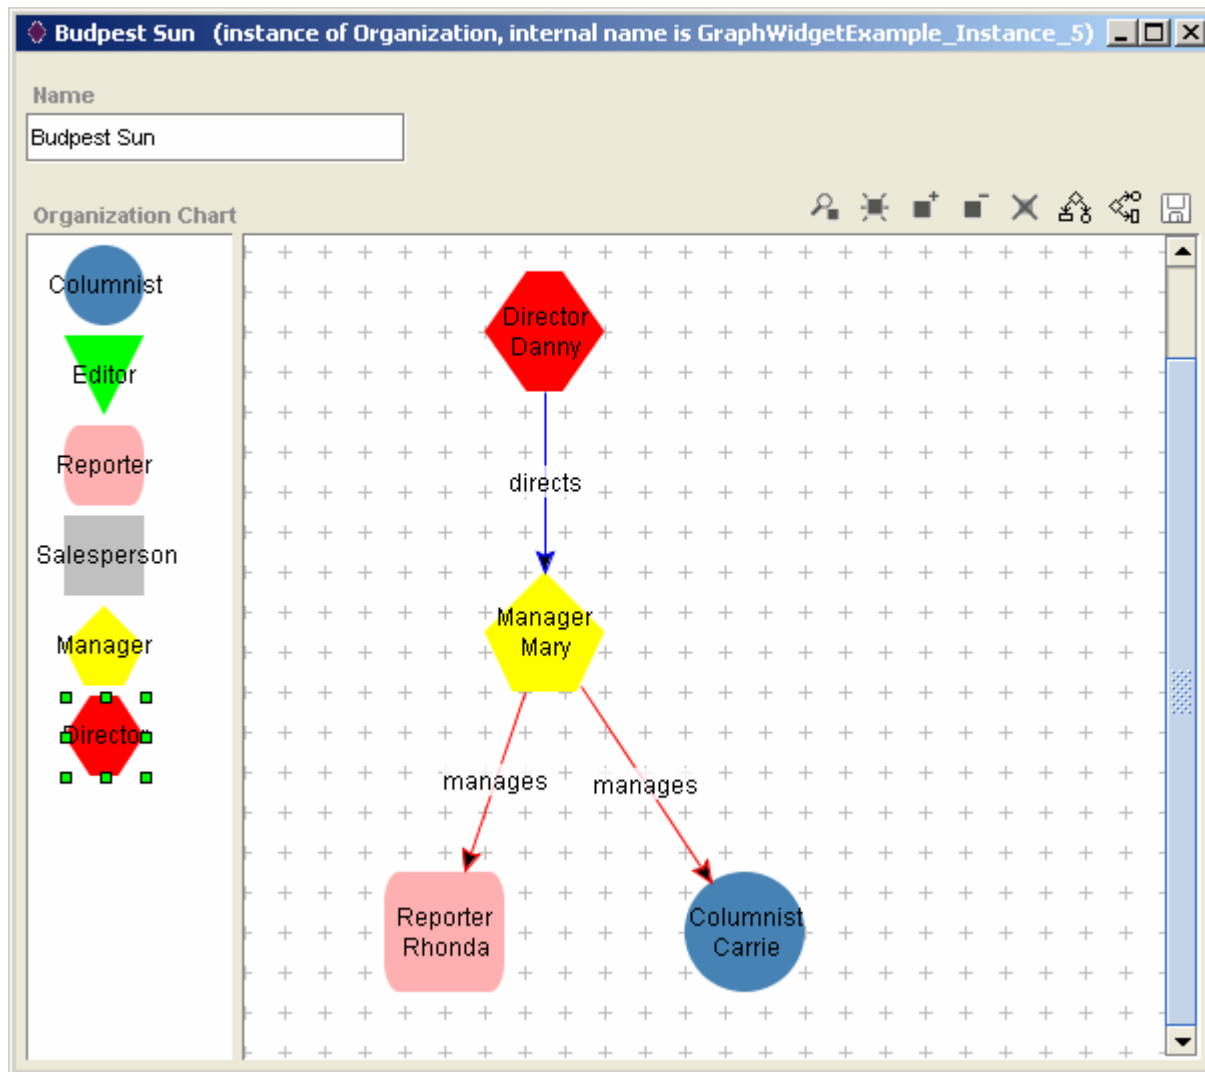 Budpest Sun (instance of Organization, internal name is GraphWidgetExample_Instance_5)
Name
Budpest Sun
Organization Chart
Columnist
Editor
Reporter
Salesperson
Manager
Director
Director
Danny
directs
Manager
Mary
manages
manages
Reporter
Rhonda
Columnist
Carrie